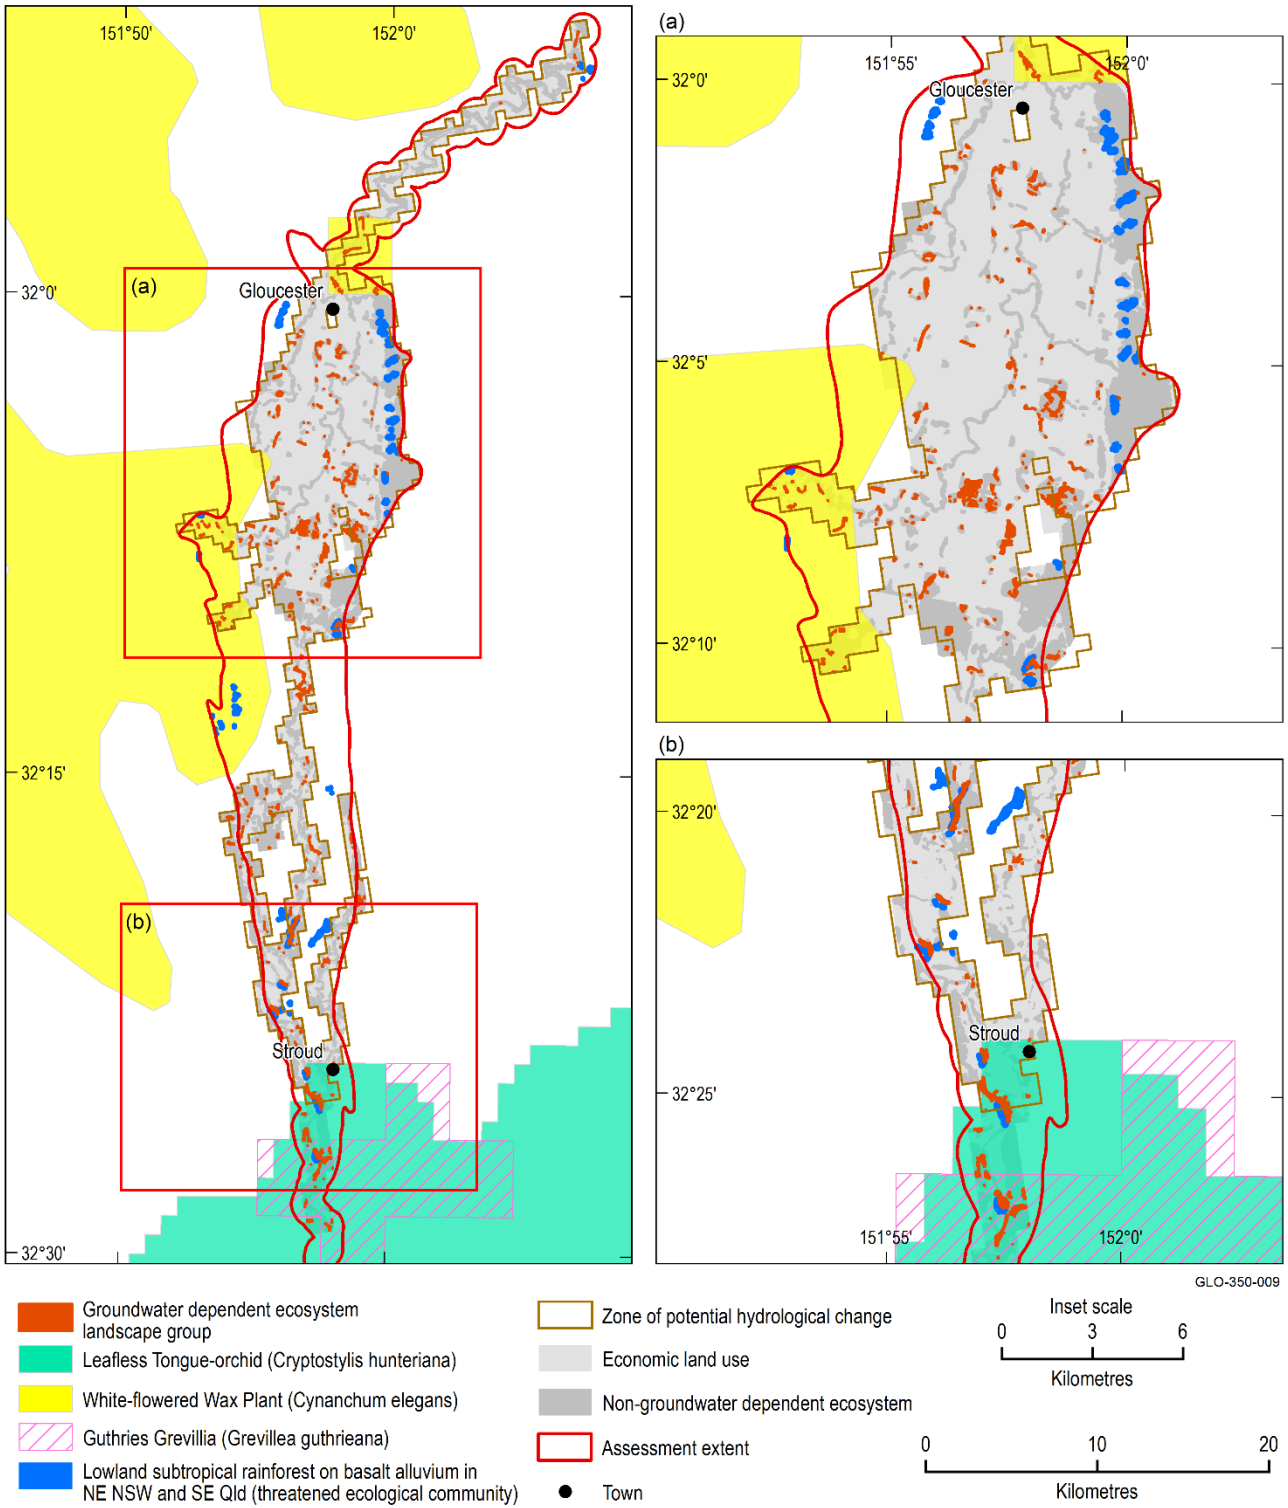 151°50'
152°0'
(a)
Gloucester
32°0'
32°15'
(b)
Stroud
32°30'
(a)
151°55'
152°0'
32°0'
Gloucester
32°5'
32°10'
(b)
32°20'
Stroud
32°25'
151°55'
152°0'
GLO-350-009
Groundwater dependent ecosystem
landscape group
Leafless Tongue-orchid (Cryptostylis hunteriana)
White-flowered Wax Plant (Cynanchum elegans)
Guthries Grevillia (Grevillea guthrieana)
Lowland subtropical rainforest on basalt alluvium in
NE NSW and SE Qld (threatened ecological community)
Zone of potential hydrological change
Economic land use
Non-groundwater dependent ecosystem
Assessment extent
Town
Inset scale
0 3 6
Kilometres
0 10 20
Kilometres